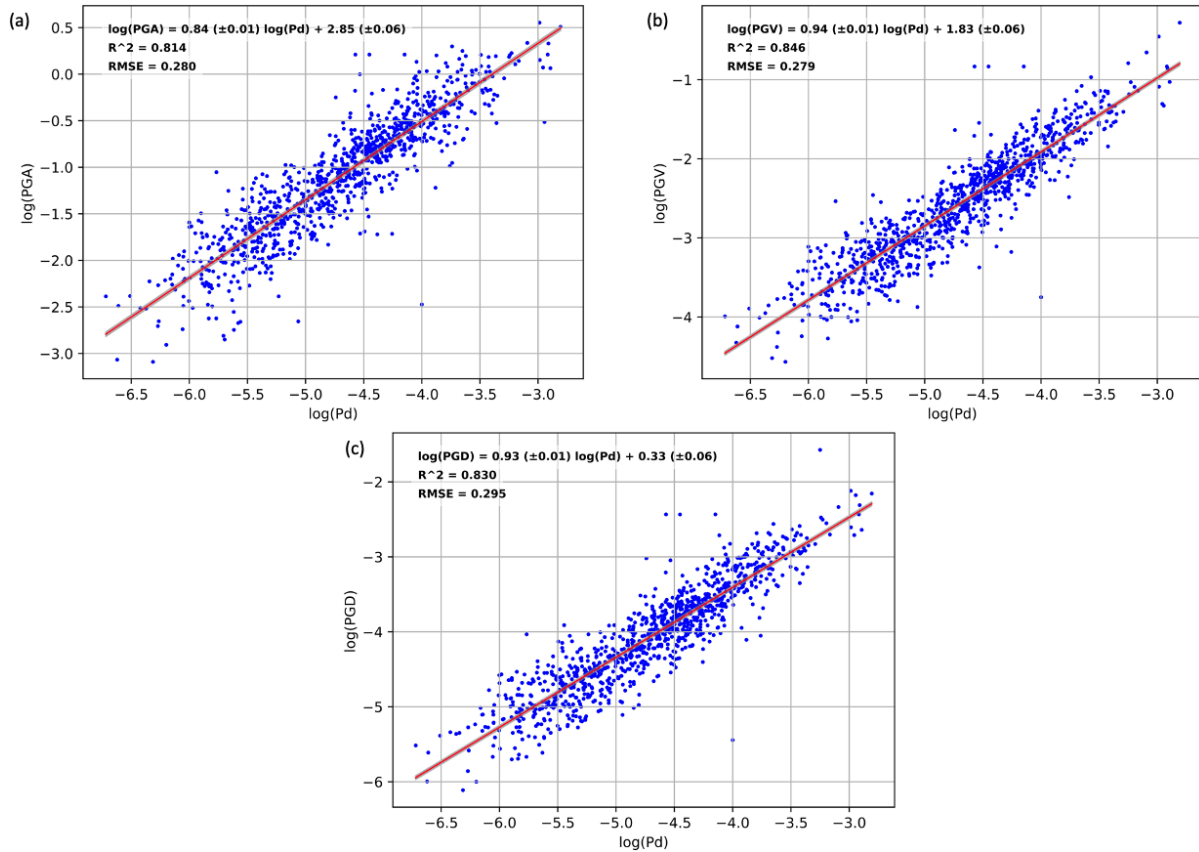 (a)
log(PGA) = 0.84 (±0.01) log(Pd) + 2.85 (±0.06)
R^2 = 0.814
RMSE = 0.280
0.5
0.0
−0.5
−1.0
−1.5
−2.0
−2.5
−3.0
log(PGA)
−6.5 −6.0 −5.5 −5.0 −4.5 −4.0 −3.5 −3.0
log(Pd)
(b)
log(PGV) = 0.94 (±0.01) log(Pd) + 1.83 (±0.06)
R^2 = 0.846
RMSE = 0.279
−1
−2
−3
−4
log(PGV)
−6.5 −6.0 −5.5 −5.0 −4.5 −4.0 −3.5 −3.0
log(Pd)
(c)
log(PGD) = 0.93 (±0.01) log(Pd) + 0.33 (±0.06)
R^2 = 0.830
RMSE = 0.295
−2
−3
−4
−5
−6
log(PGD)
−6.5 −6.0 −5.5 −5.0 −4.5 −4.0 −3.5 −3.0
log(Pd)